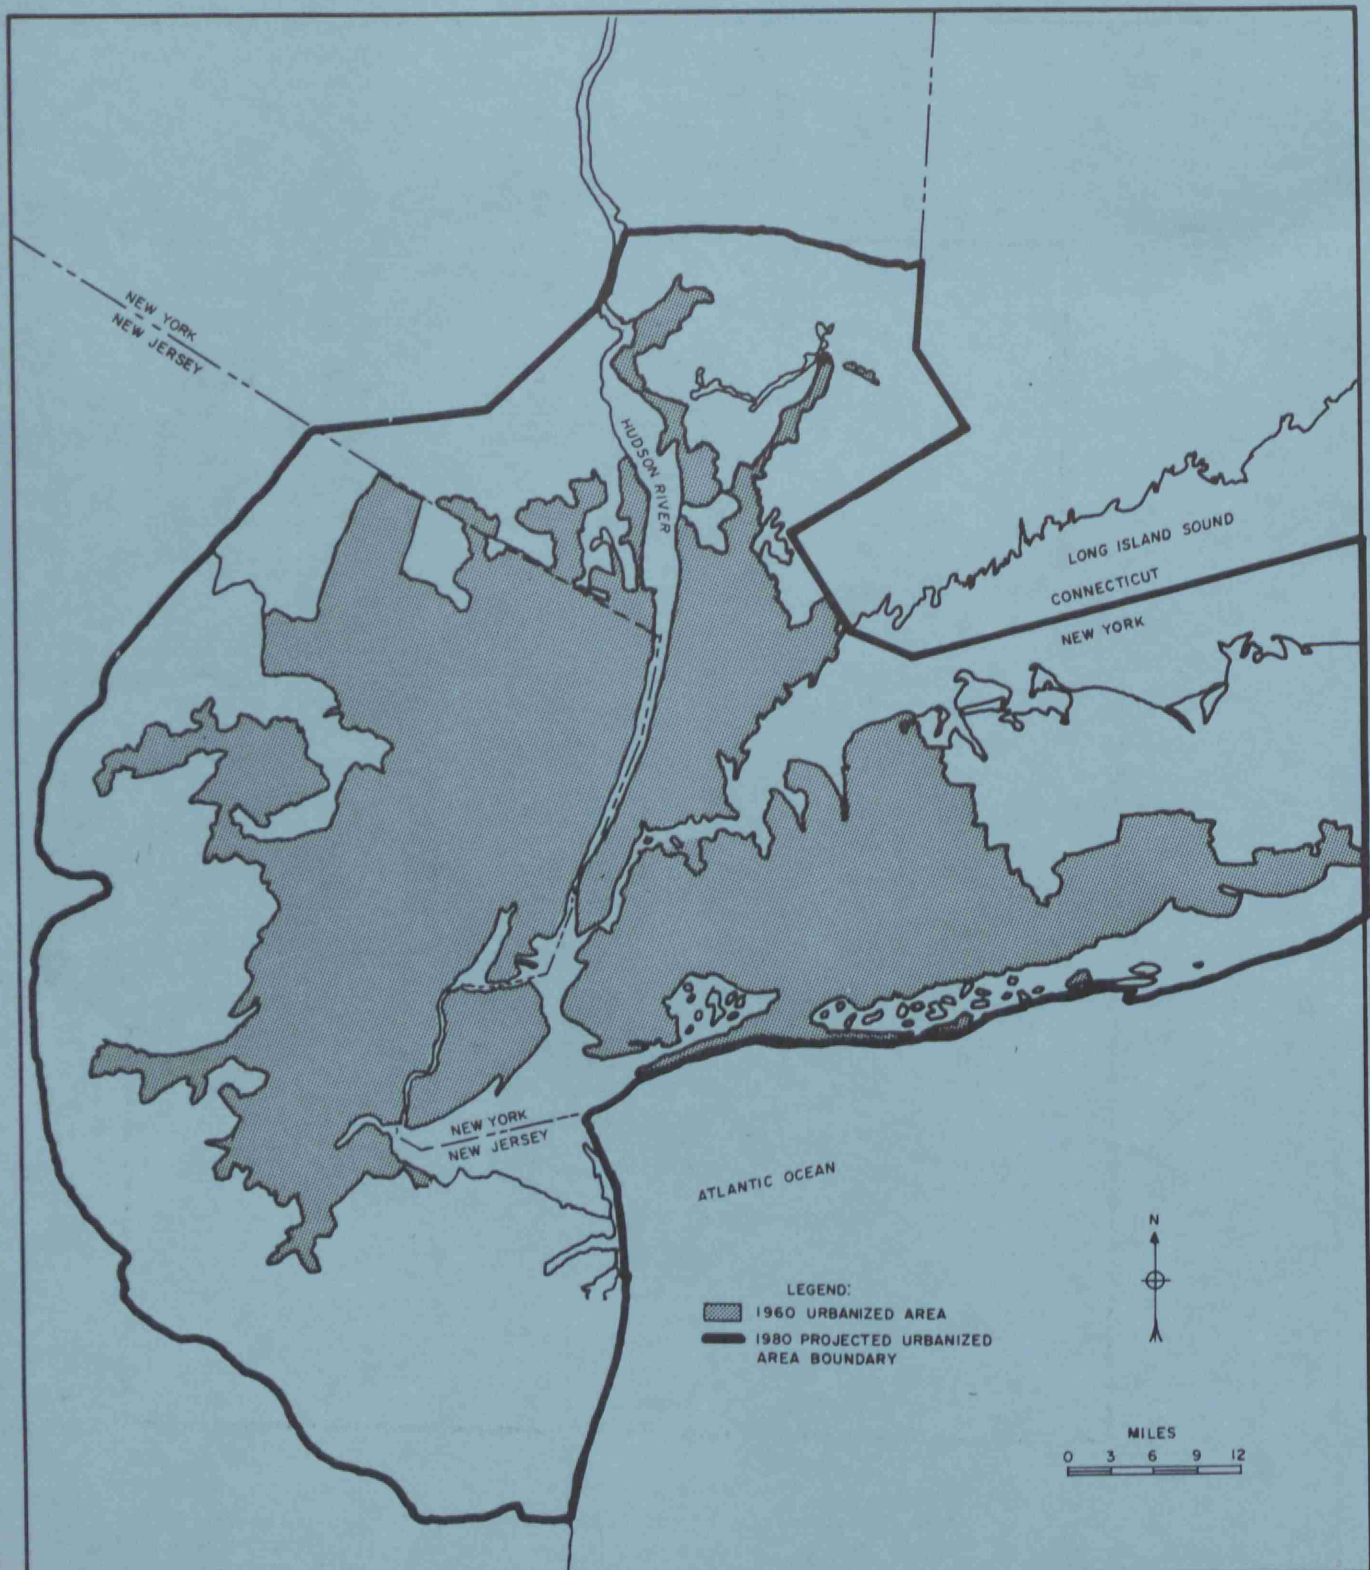 NEW YORK
NEW JERSEY
HUDSON RIVER
LONG ISLAND SOUND
CONNECTICUT
NEW YORK
NEW YORK
NEW JERSEY
ATLANTIC OCEAN
N
LEGEND:
1960 URBANIZED AREA
1980 PROJECTED URBANIZED
AREA BOUNDARY
MILES
0 3 6 9 12